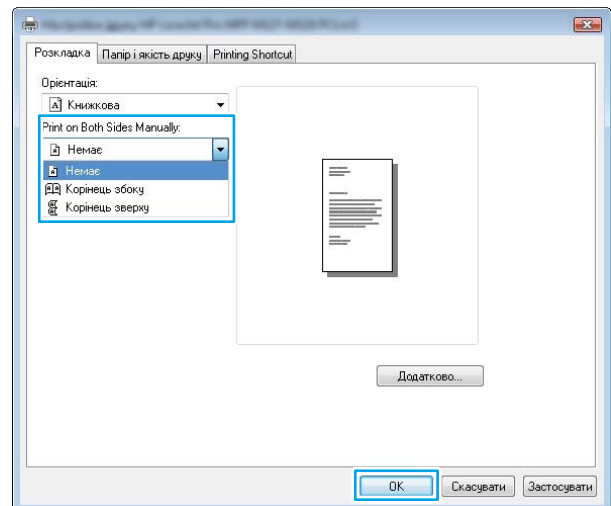 Розкладка Папір і якість друку Printing Shortcut
Орієнтація:
Книжкова
Print on Both Sides Manually:
Немає
Немає
Корінець збоку
Корінець зверху
Додатково...
OK Скасувати Застосувати